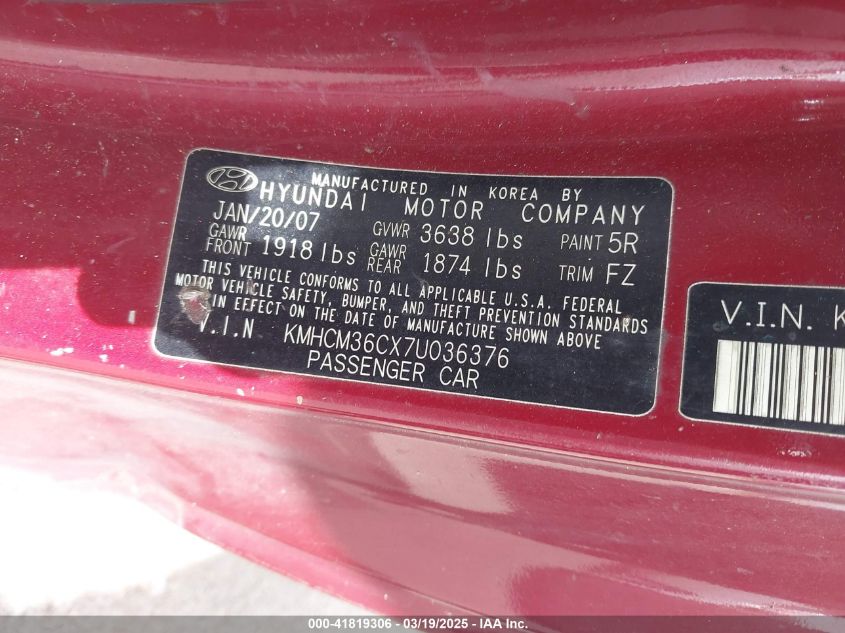 MANUFACTURED IN KOREA BY
HYUNDAI MOTOR COMPANY
JAN/20/07 GVWR 3638 lbs PAINT 5R
GAWR FRONT 1918 lbs GAWR REAR 1874 lbs TRIM FZ
THIS VEHICLE CONFORMS TO ALL APPLICABLE U.S.A. FEDERAL
MOTOR VEHICLE SAFETY, BUMPER, AND THEFT PREVENTION STANDARDS
IN EFFECT ON THE DATE OF MANUFACTURE SHOWN ABOVE
V.I.N KMHCM36CX7U036376
PASSENGER CAR
V.I.N. K
000-41819306 - 03/19/2025 - IAA Inc.